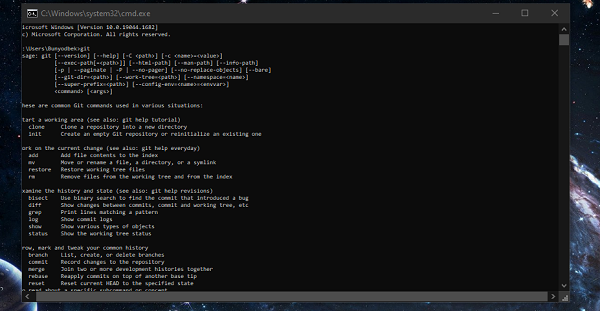 C:\Windows\system32\cmd.exe
icrosoft Windows [Version 10.0.19044.1682]
c) Microsoft Corporation. All rights reserved.
:\Users\Bunyodbek>git
sage: git [--version] [--help] [-C <path>] [-c <name>=<value>]
[--exec-path[=<path>]] [--html-path] [--man-path] [--info-path]
[-p | --paginate | -P | --no-pager] [--no-replace-objects] [--bare]
[--git-dir=<path>] [--work-tree=<path>] [--namespace=<name>]
[--super-prefix=<path>] [--config-env=<name>=<envvar>]
<command> [<args>]
hese are common Git commands used in various situations:
tart a working area (see also: git help tutorial)
clone Clone a repository into a new directory
init Create an empty Git repository or reinitialize an existing one
ork on the current change (see also: git help everyday)
add Add file contents to the index
mv Move or rename a file, a directory, or a symlink
restore Restore working tree files
rm Remove files from the working tree and from the index
xamine the history and state (see also: git help revisions)
bisect Use binary search to find the commit that introduced a bug
diff Show changes between commits, commit and working tree, etc
grep Print lines matching a pattern
log Show commit logs
show Show various types of objects
status Show the working tree status
row, mark and tweak your common history
branch List, create, or delete branches
commit Record changes to the repository
merge Join two or more development histories together
rebase Reapply commits on top of another base tip
reset Reset current HEAD to the specified state